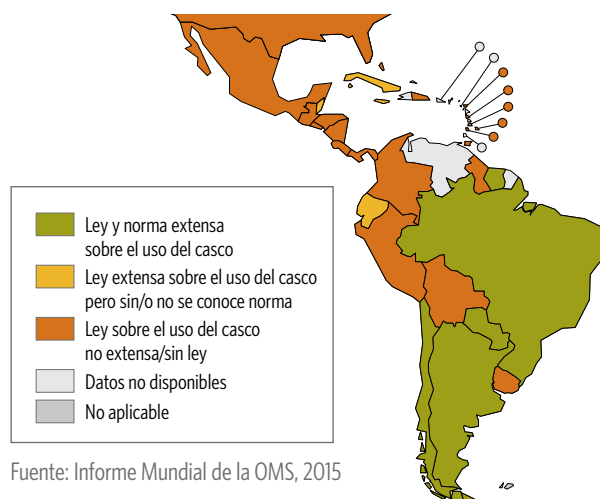 Ley y norma extensa
sobre el uso del casco
Ley extensa sobre el uso del casco
pero sin/o no se conoce norma
Ley sobre el uso del casco
no extensa/sin ley
Datos no disponibles
No aplicable
Fuente: Informe Mundial de la OMS, 2015